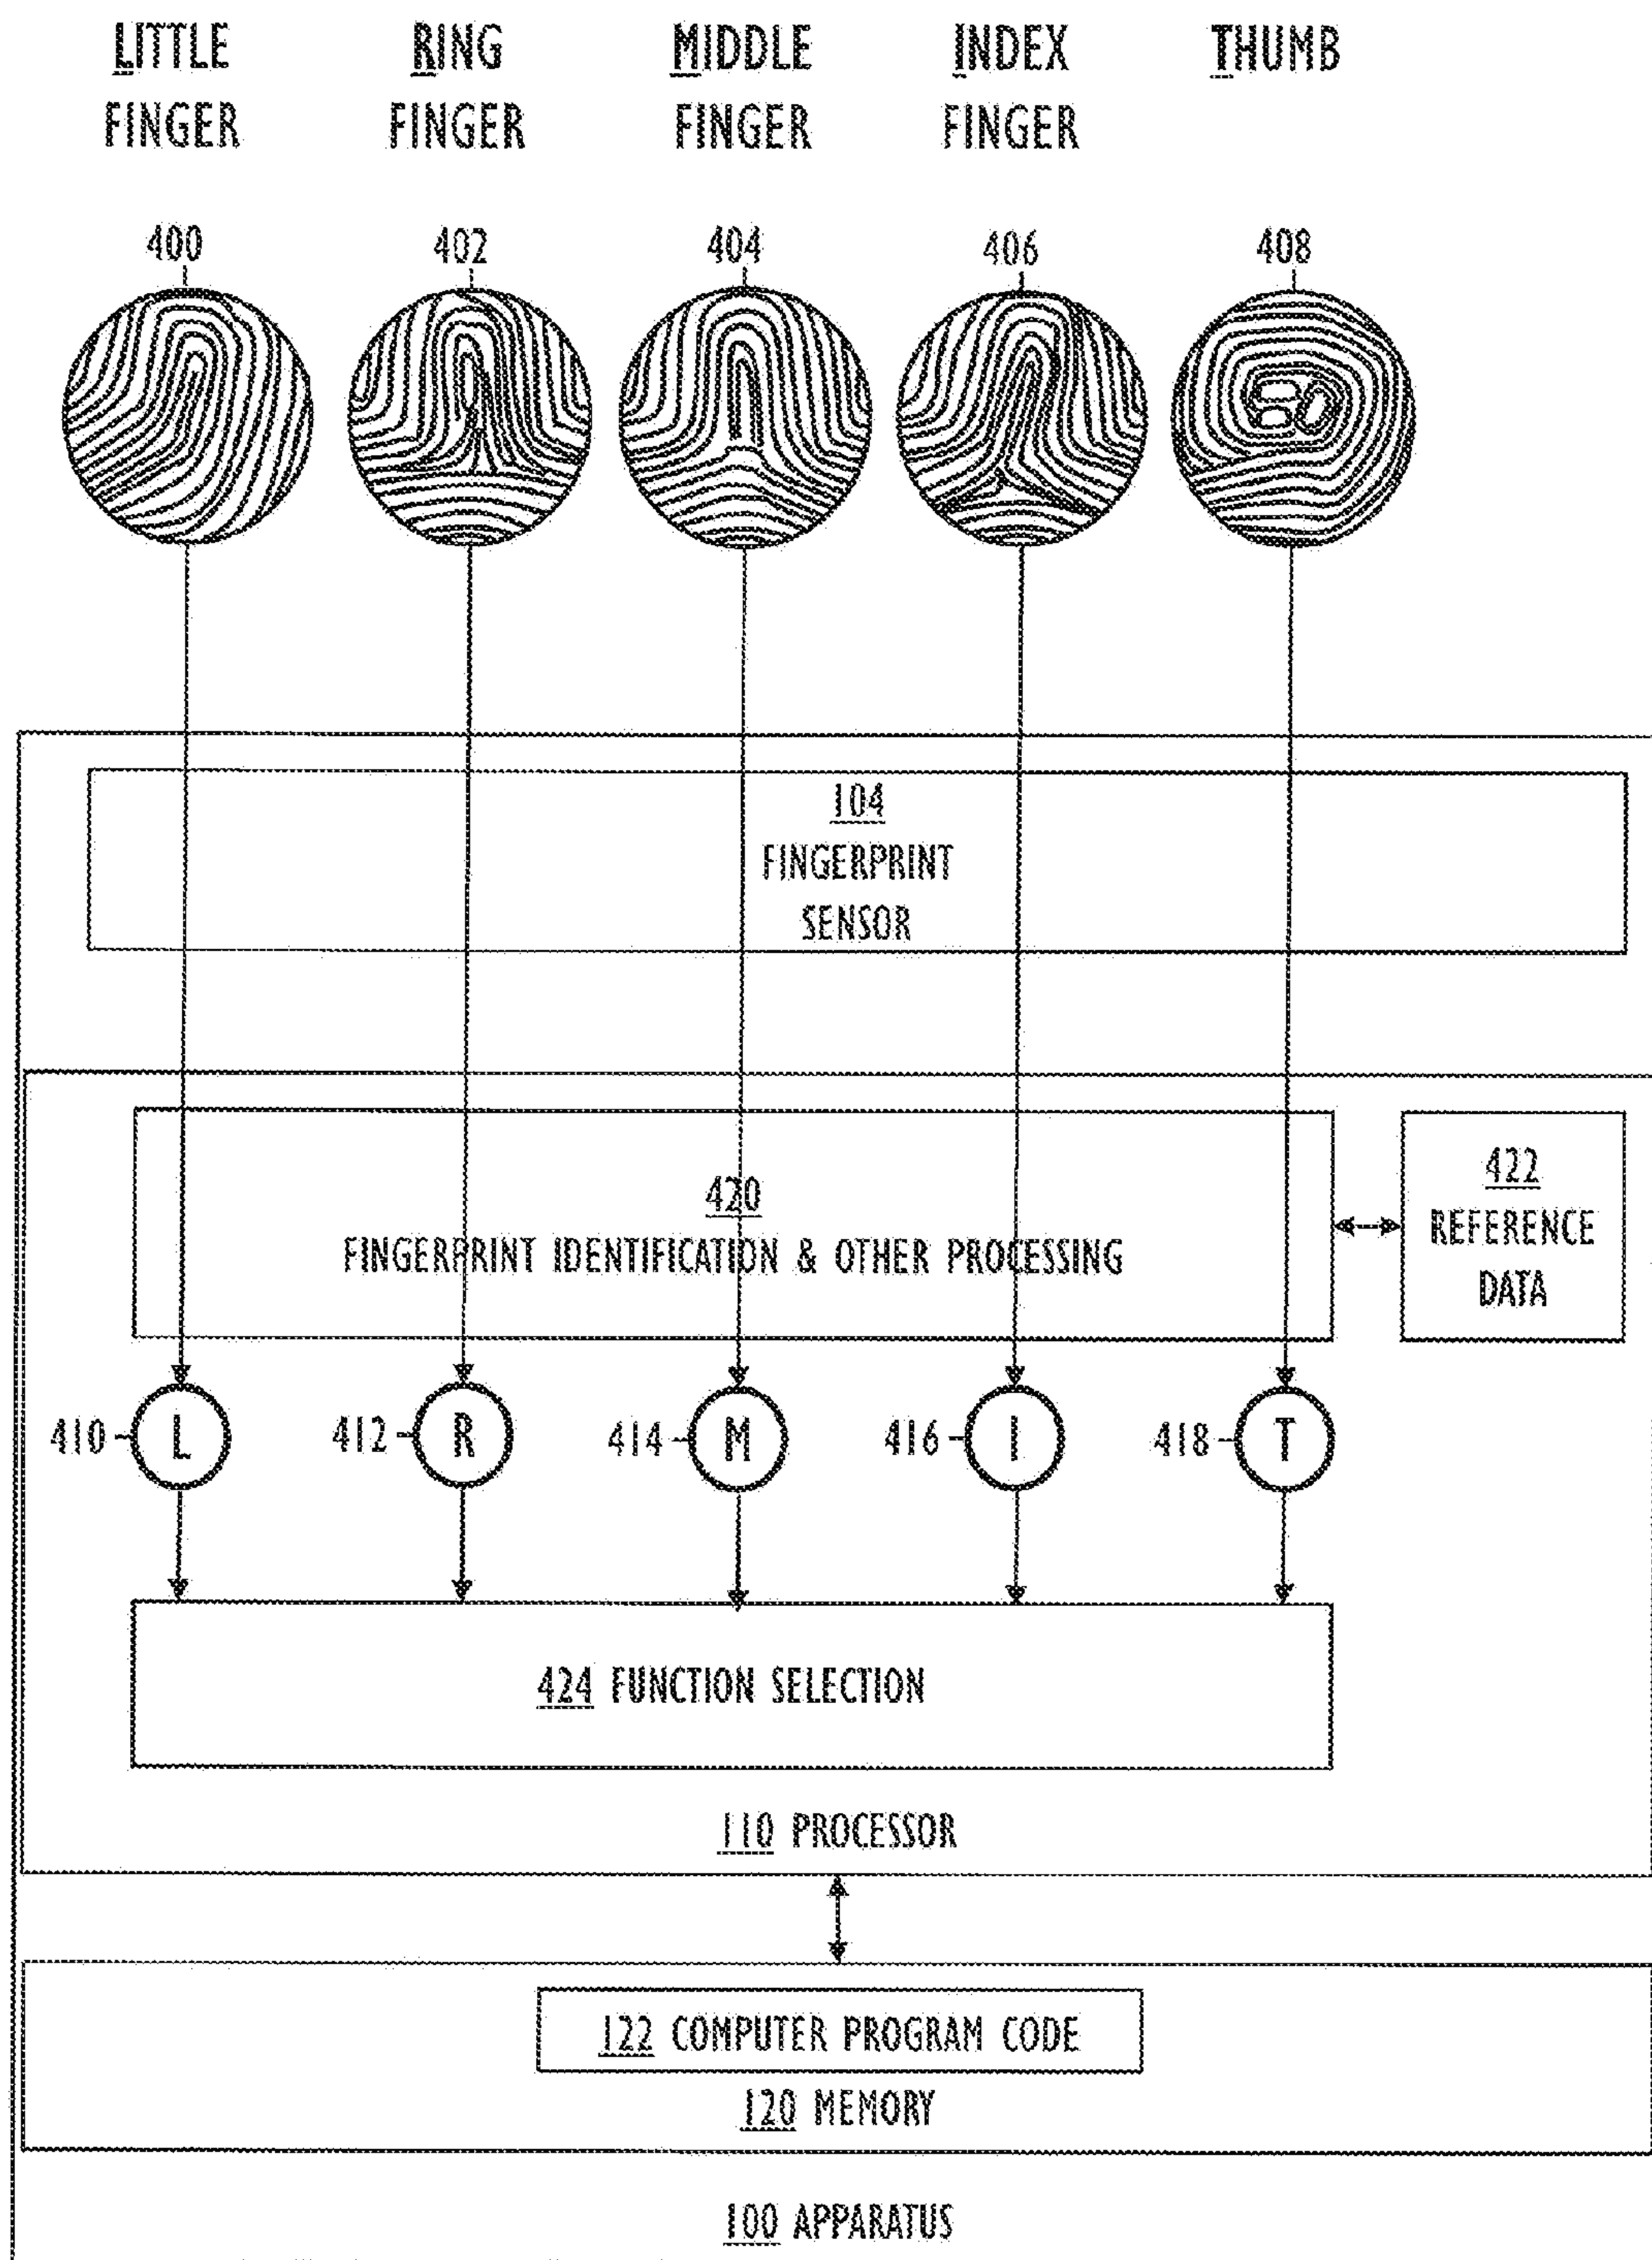 LITTLE RING MIDDLE INDEX THUMB
FINGER FINGER FINGER FINGER
400 402 404 406 408
104
FINGERPRINT
SENSOR
420
FINGERPRINT IDENTIFICATION & OTHER PROCESSING
422
REFERENCE
DATA
410 L 412 R 414 M 416 I 418 T
424 FUNCTION SELECTION
110 PROCESSOR
122 COMPUTER PROGRAM CODE
120 MEMORY
100 APPARATUS